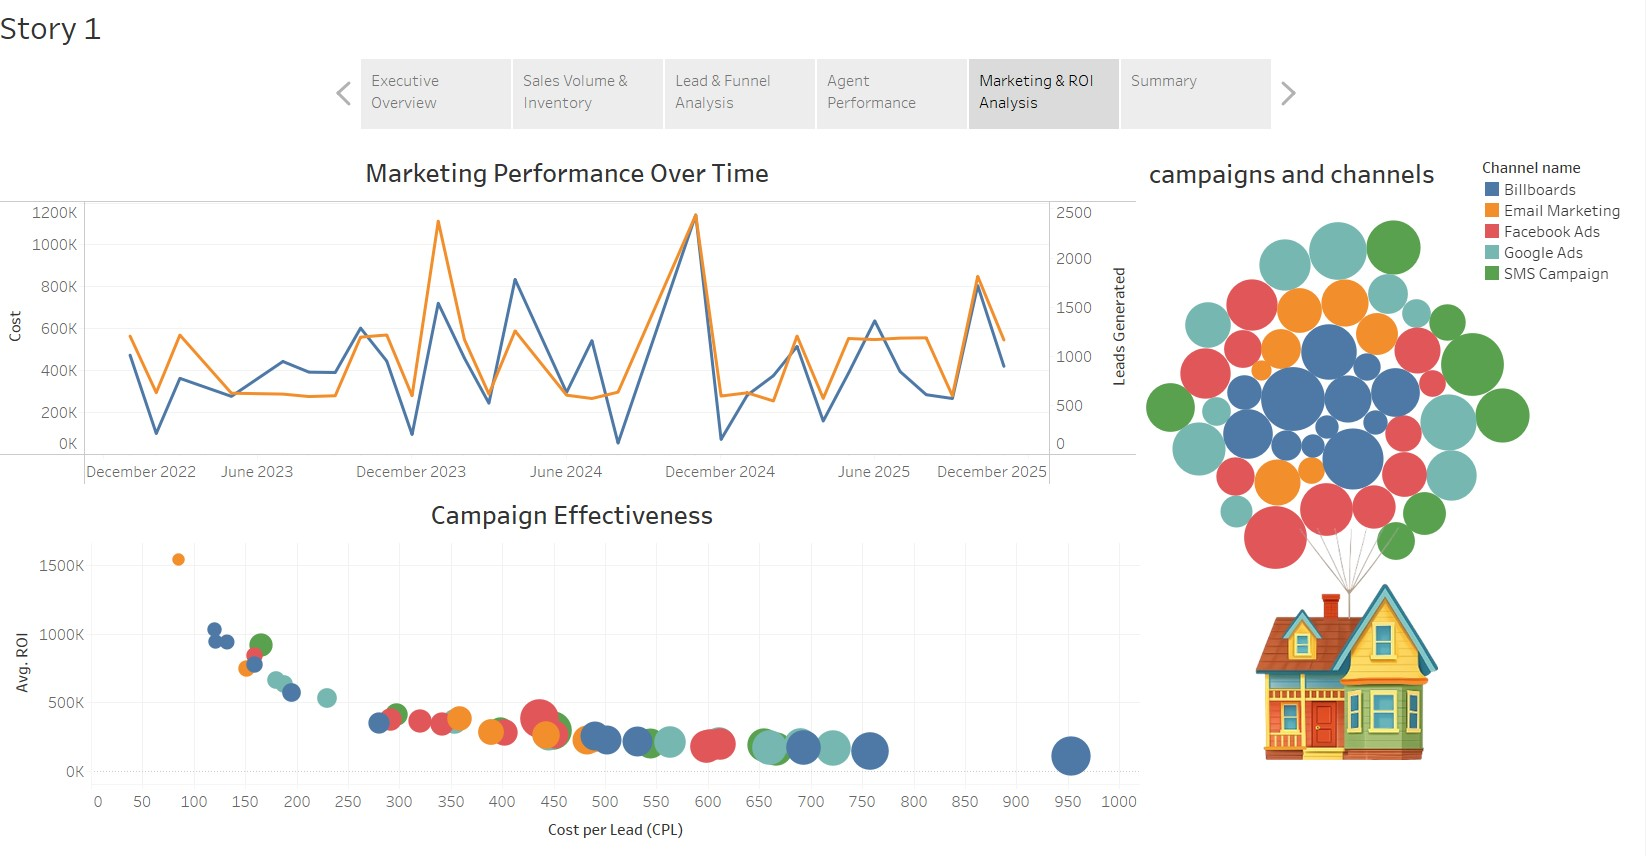 Story 1
Executive
Overview
Sales Volume &
Inventory
Lead & Funnel
Analysis
Agent
Performance
Marketing & ROI
Analysis
Summary
Marketing Performance Over Time
Cost
1200K
1000K
800K
600K
400K
200K
0K
2500
2000
1500
1000
500
0
Leads Generated
December 2022
June 2023
December 2023
June 2024
December 2024
June 2025
December 2025
campaigns and channels
Channel name
Billboards
Email Marketing
Facebook Ads
Google Ads
SMS Campaign
Campaign Effectiveness
Avg. ROI
1500K
1000K
500K
0K
0
50
100
150
200
250
300
350
400
450
500
550
600
650
700
750
800
850
900
950
1000
Cost per Lead (CPL)